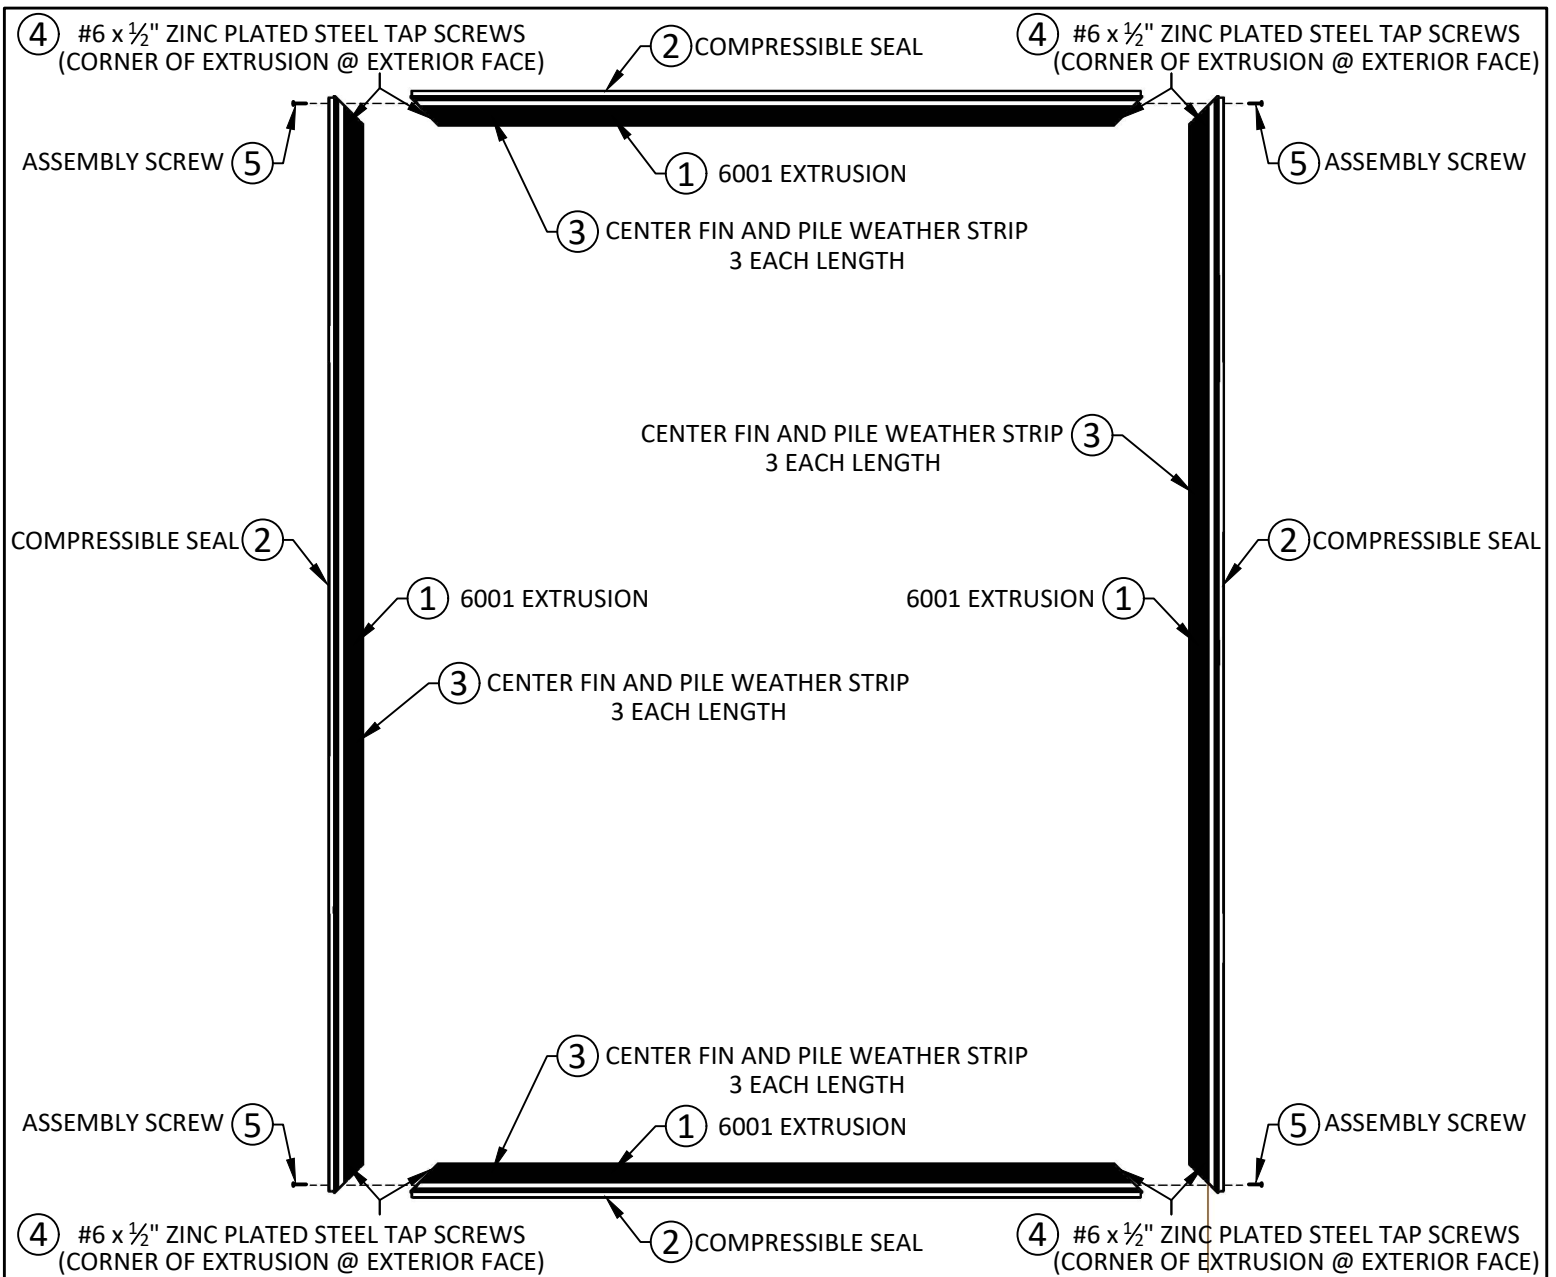 ④ #6 x ½" ZINC PLATED STEEL TAP SCREWS
(CORNER OF EXTRUSION @ EXTERIOR FACE)
② COMPRESSIBLE SEAL
④ #6 x ½" ZINC PLATED STEEL TAP SCREWS
(CORNER OF EXTRUSION @ EXTERIOR FACE)
ASSEMBLY SCREW ⑤
① 6001 EXTRUSION
⑤ ASSEMBLY SCREW
③ CENTER FIN AND PILE WEATHER STRIP
3 EACH LENGTH
CENTER FIN AND PILE WEATHER STRIP ③
3 EACH LENGTH
COMPRESSIBLE SEAL ②
② COMPRESSIBLE SEAL
① 6001 EXTRUSION
6001 EXTRUSION ①
③ CENTER FIN AND PILE WEATHER STRIP
3 EACH LENGTH
③ CENTER FIN AND PILE WEATHER STRIP
3 EACH LENGTH
ASSEMBLY SCREW ⑤
① 6001 EXTRUSION
⑤ ASSEMBLY SCREW
④ #6 x ½" ZINC PLATED STEEL TAP SCREWS
(CORNER OF EXTRUSION @ EXTERIOR FACE)
② COMPRESSIBLE SEAL
④ #6 x ½" ZINC PLATED STEEL TAP SCREWS
(CORNER OF EXTRUSION @ EXTERIOR FACE)